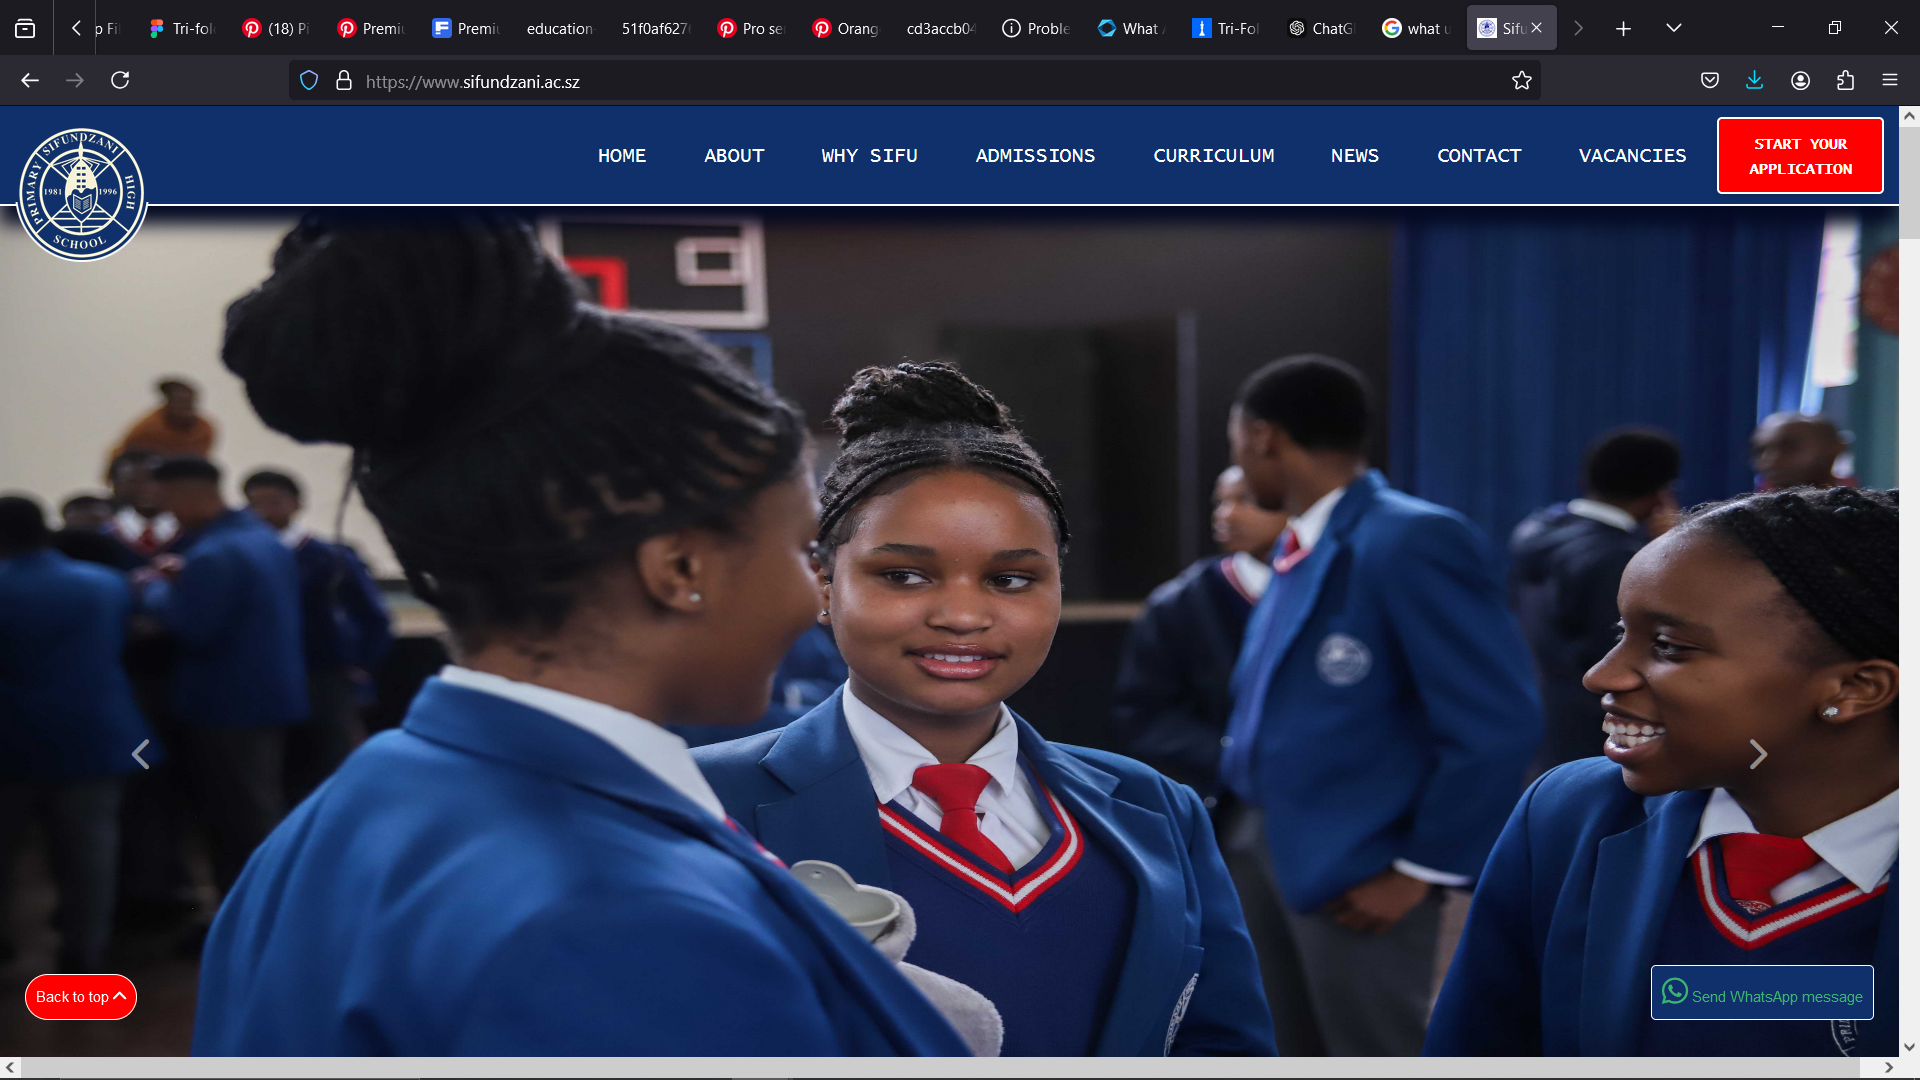 p Fi
Tri-fol
(18) Pi
Premi
Premi
education-
51f0af627
Pro se
Orang
cd3accb04
Proble
What
Tri-Fol
ChatG
what u
Sifu
https://www.sifundzani.ac.sz
SIFUNDZANI
PRIMARY
HIGH
1981
1996
SCHOOL
HOME
ABOUT
WHY SIFU
ADMISSIONS
CURRICULUM
NEWS
CONTACT
VACANCIES
START YOUR
APPLICATION
Back to top
Send WhatsApp message